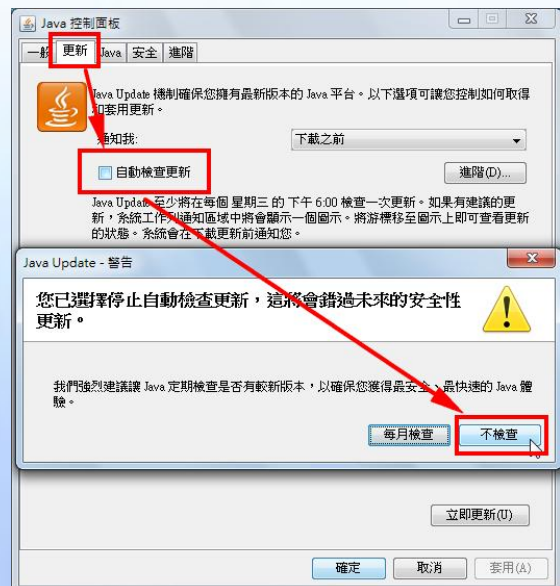 Java 控制面板
一般 更新 Java 安全 進階
Java Update 機制確保您擁有最新版本的 Java 平台。以下選項可讓您控制如何取得
和套用更新。
通知我: 下載之前
自動檢查更新 進階(D)...
Java Update 至少將在每個 星期三 的 下午 6:00 檢查一次更新。如果有建議的更
新，系統工作列通知區域中將會顯示一個圖示。將游標移至圖示上即可查看更新
的狀態。系統會在下載更新前通知您。
Java Update - 警告
您已選擇停止自動檢查更新，這將會錯過未來的安全性
更新。
我們強烈建議讓 Java 定期檢查是否有較新版本，以確保您獲得最安全、最快速的 Java 體
驗。
每月檢查 不檢查
立即更新(U)
確定 取消 套用(A)